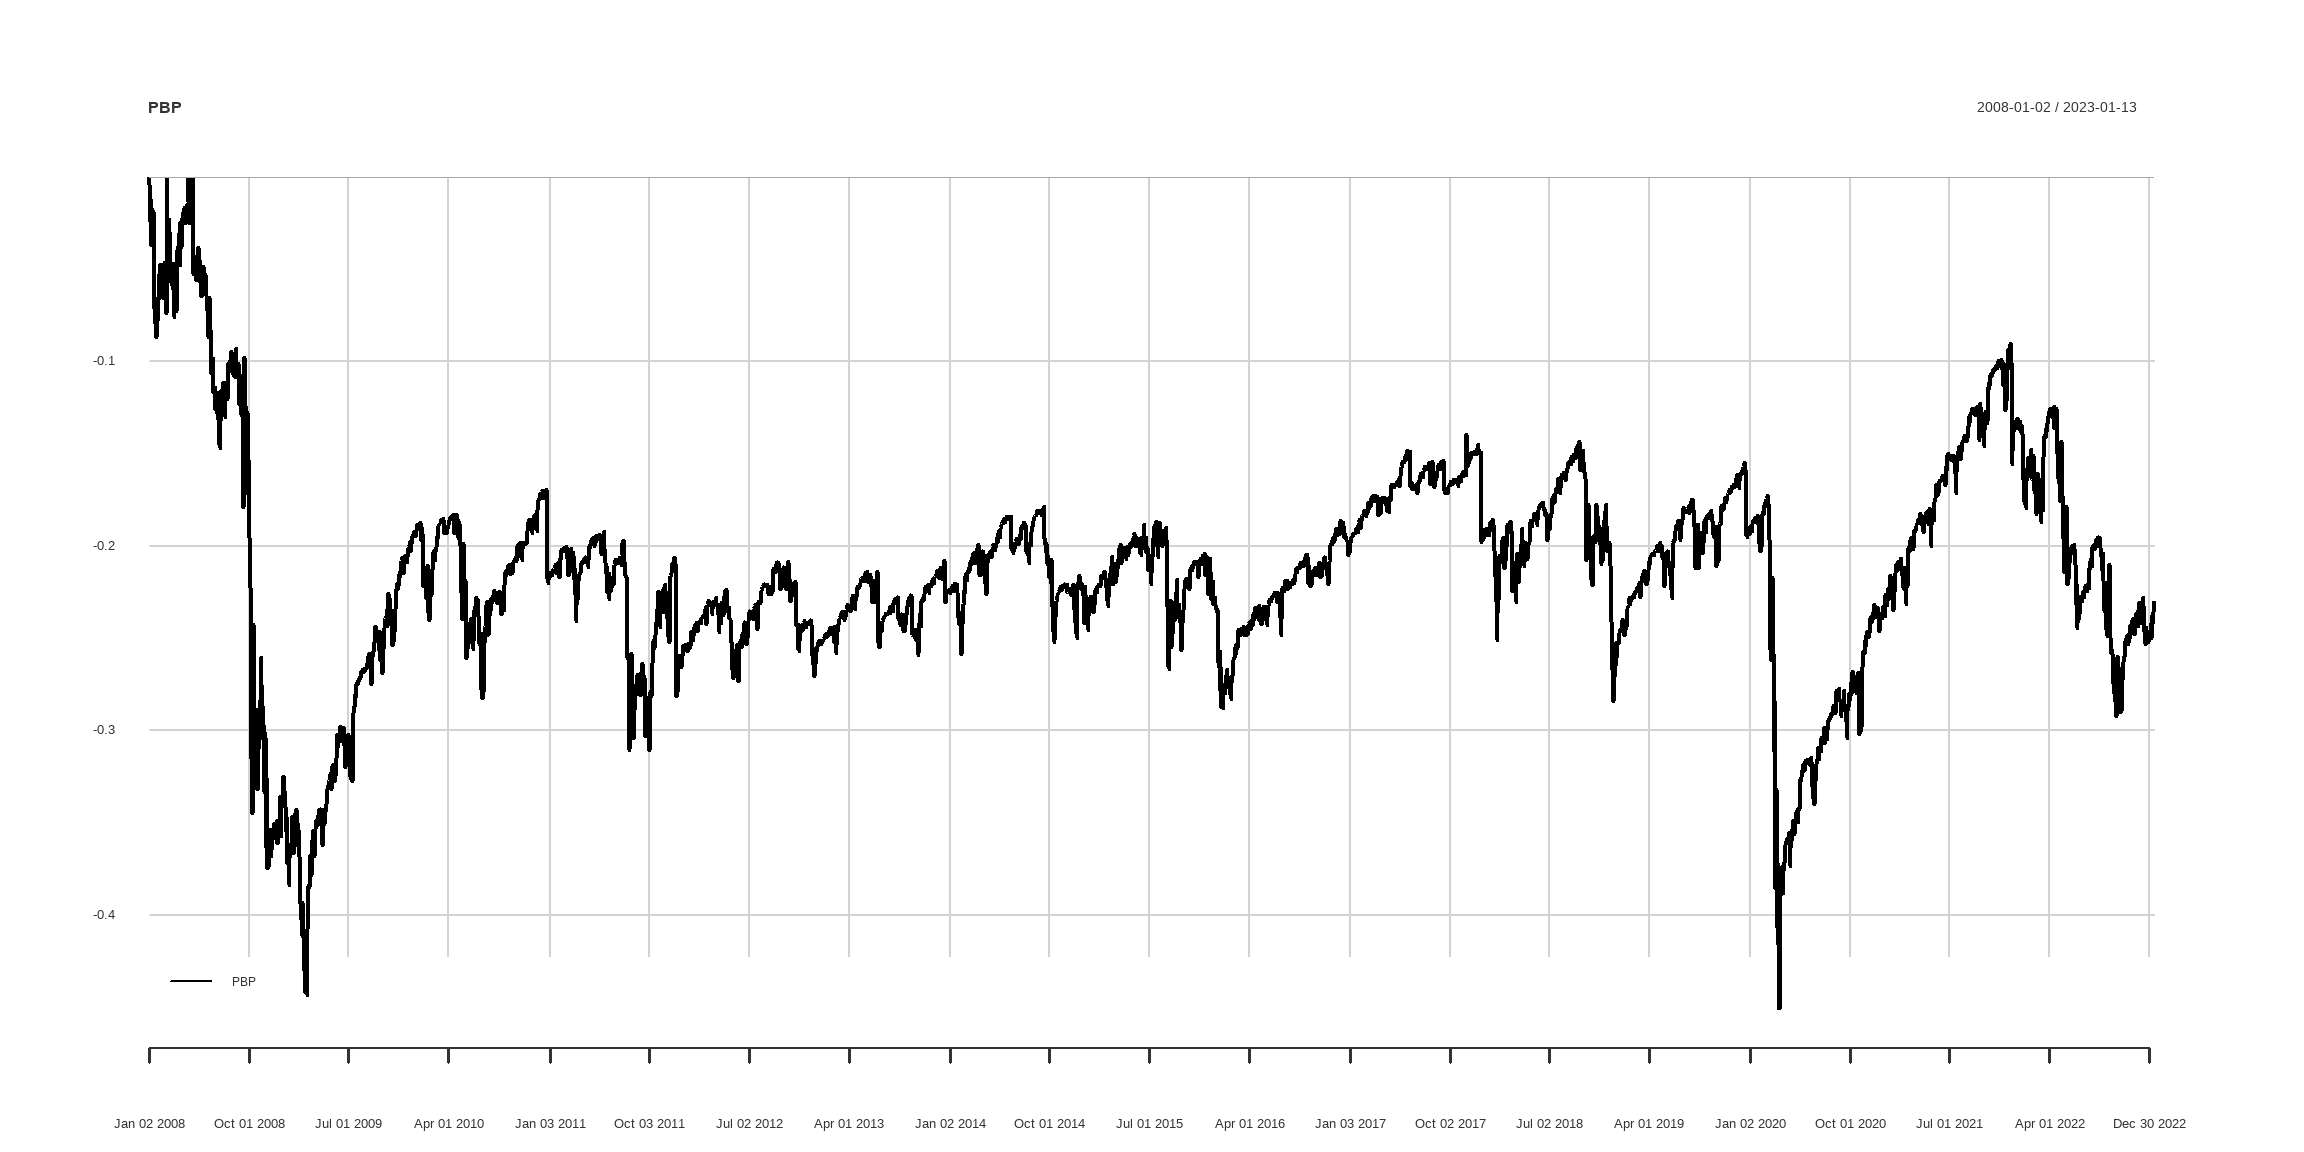 PBP
2008-01-02 / 2023-01-13
-0.1
-0.2
-0.3
-0.4
PBP
Jan 02 2008 Oct 01 2008 Jul 01 2009 Apr 01 2010 Jan 03 2011 Oct 03 2011 Jul 02 2012 Apr 01 2013 Jan 02 2014 Oct 01 2014 Jul 01 2015 Apr 01 2016 Jan 03 2017 Oct 02 2017 Jul 02 2018 Apr 01 2019 Jan 02 2020 Oct 01 2020 Jul 01 2021 Apr 01 2022 Dec 30 2022